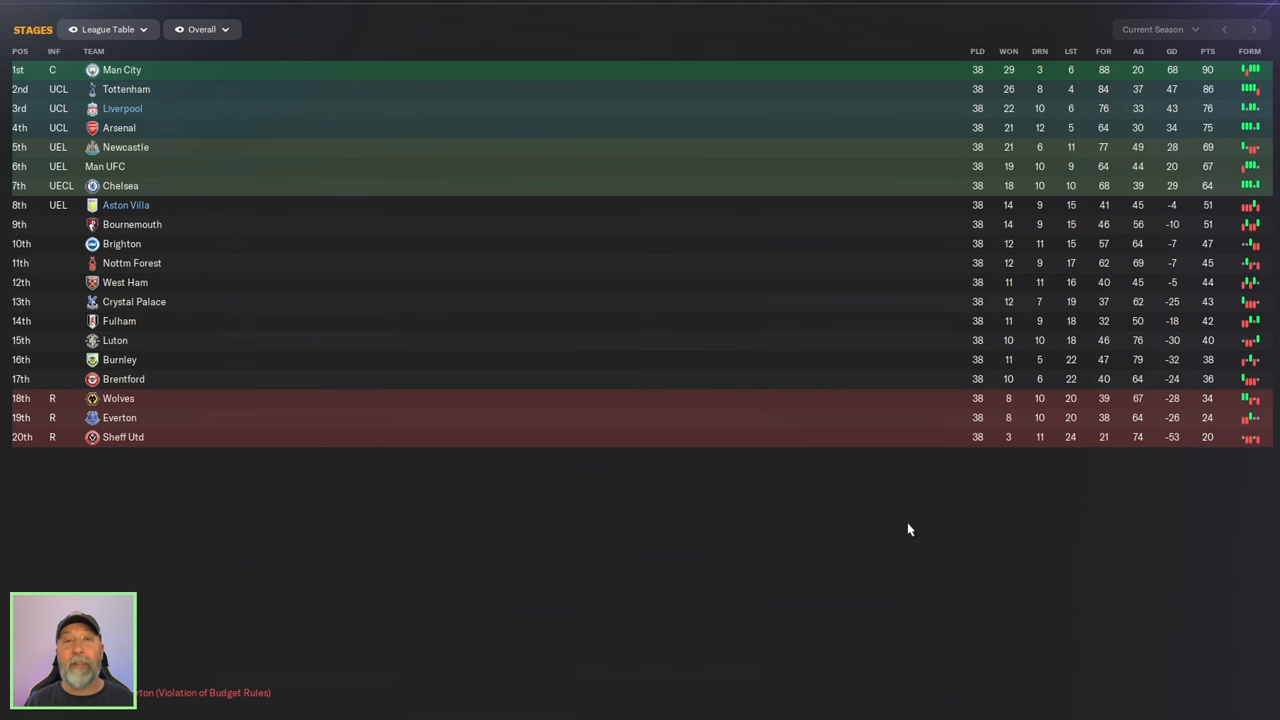 STAGES League Table Overall Current Season
POS INF TEAM PLD WON DRN LST FOR AG GD PTS FORM
1st C Man City 38 29 3 6 88 20 68 90
2nd UCL Tottenham 38 26 8 4 84 37 47 86
3rd UCL Liverpool 38 22 10 6 76 33 43 76
4th UCL Arsenal 38 21 12 5 64 30 34 75
5th UEL Newcastle 38 21 6 11 77 49 28 69
6th UEL Man UFC 38 19 10 9 64 44 20 67
7th UECL Chelsea 38 18 10 10 68 39 29 64
8th UEL Aston Villa 38 14 9 15 41 45 -4 51
9th Bournemouth 38 14 9 15 46 56 -10 51
10th Brighton 38 12 11 15 57 64 -7 47
11th Nottm Forest 38 12 9 17 62 69 -7 45
12th West Ham 38 11 11 16 40 45 -5 44
13th Crystal Palace 38 12 7 19 37 62 -25 43
14th Fulham 38 11 9 18 32 50 -18 42
15th Luton 38 10 10 18 46 76 -30 40
16th Burnley 38 11 5 22 47 79 -32 38
17th Brentford 38 10 6 22 40 64 -24 36
18th R Wolves 38 8 10 20 39 67 -28 34
19th R Everton 38 8 10 20 38 64 -26 24
20th R Sheff Utd 38 3 11 24 21 74 -53 20
rton (Violation of Budget Rules)